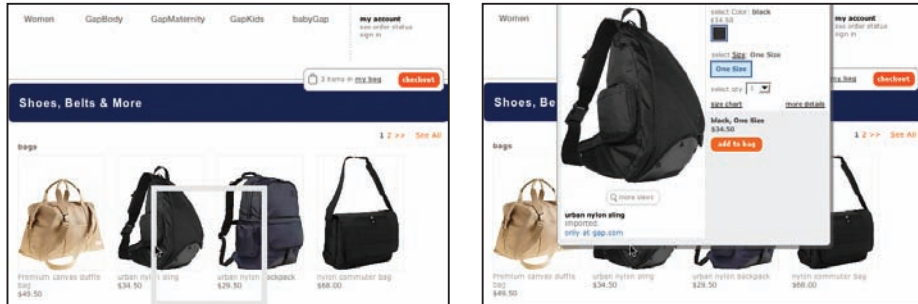 Women GapBody GapMaternity GapKids babyGap
my account
see order status
sign in
3 items in my bag checkout
Shoes, Belts & More
1 2 >> See All
bags
Premium canvas duffle bag
$49.50
urban nylon sling
$34.50
urban nylon backpack
$29.50
nylon commuter bag
$68.00
Women
select Color: black
$34.50
select Size: One Size
One Size
select qty 1
size chart more details
black, One Size
$34.50
add to bag
more views
urban nylon sling
imported.
only at gap.com
my account
see order status
sign in
my bag checkout
Shoes, Be
1 2 >> See All
bags
Premium canvas duffle bag
$49.50
urban nylon sling
$34.50
urban nylon backpack
$29.50
nylon commuter bag
$68.00